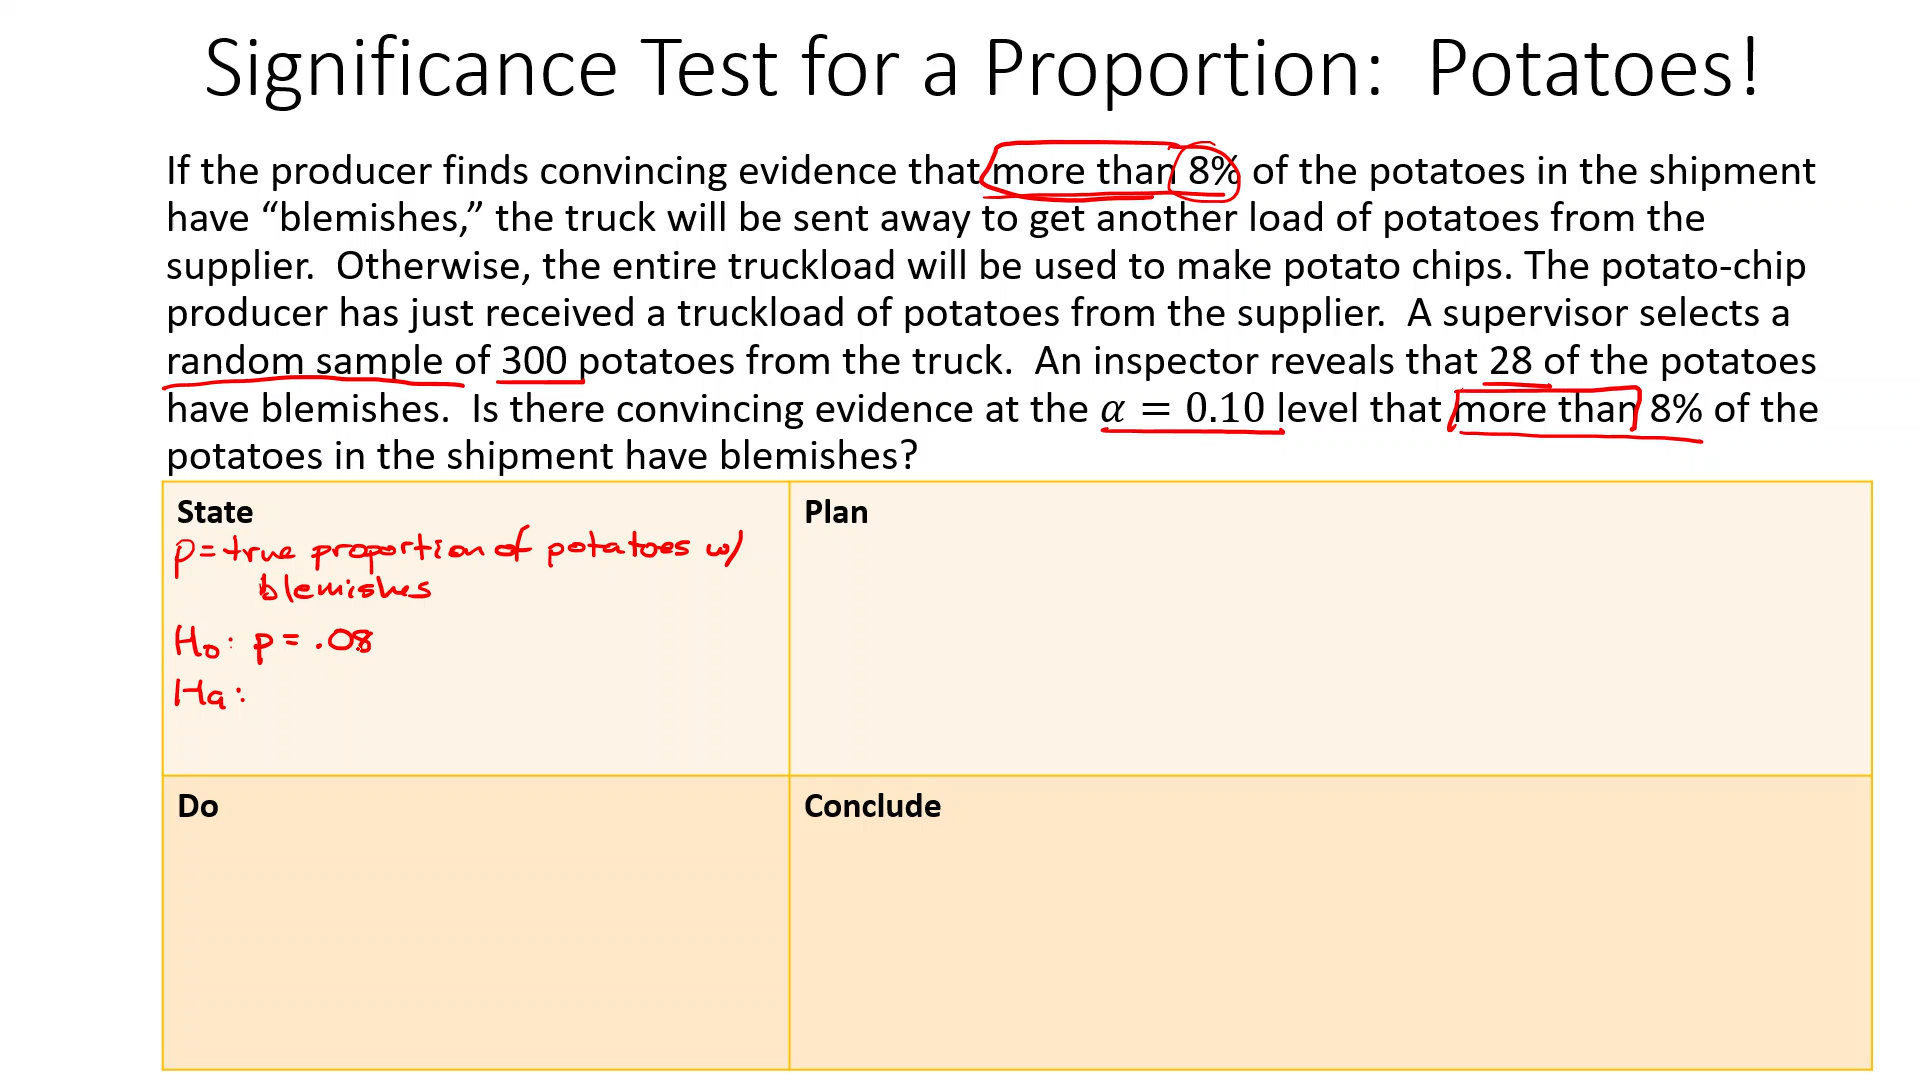 Significance Test for a Proportion: Potatoes!
If the producer finds convincing evidence that more than 8% of the potatoes in the shipment
have “blemishes,” the truck will be sent away to get another load of potatoes from the
supplier. Otherwise, the entire truckload will be used to make potato chips. The potato-chip
producer has just received a truckload of potatoes from the supplier. A supervisor selects a
random sample of 300 potatoes from the truck. An inspector reveals that 28 of the potatoes
have blemishes. Is there convincing evidence at the α = 0.10 level that more than 8% of the
potatoes in the shipment have blemishes?
State
p = true proportion of potatoes w/
blemishes
H₀: p = .08
Hₐ:
Plan
Do
Conclude